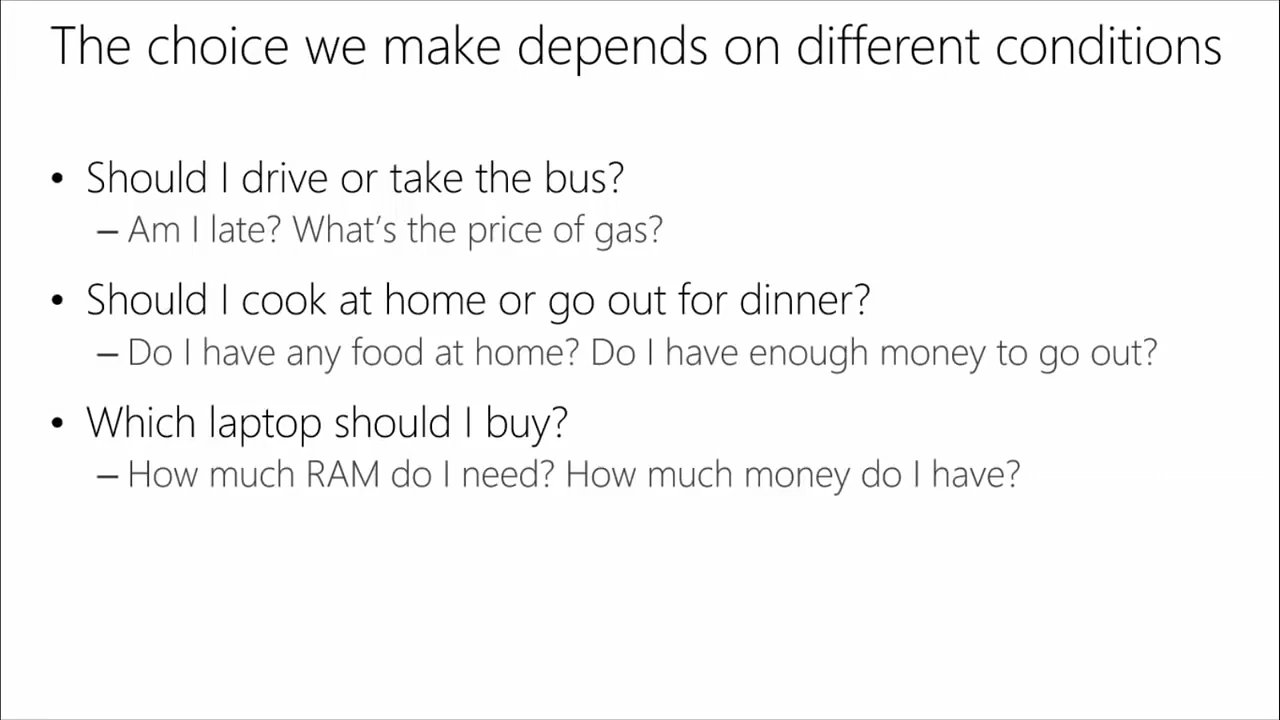 The choice we make depends on different conditions
• Should I drive or take the bus?
– Am I late? What's the price of gas?
• Should I cook at home or go out for dinner?
– Do I have any food at home? Do I have enough money to go out?
• Which laptop should I buy?
– How much RAM do I need? How much money do I have?